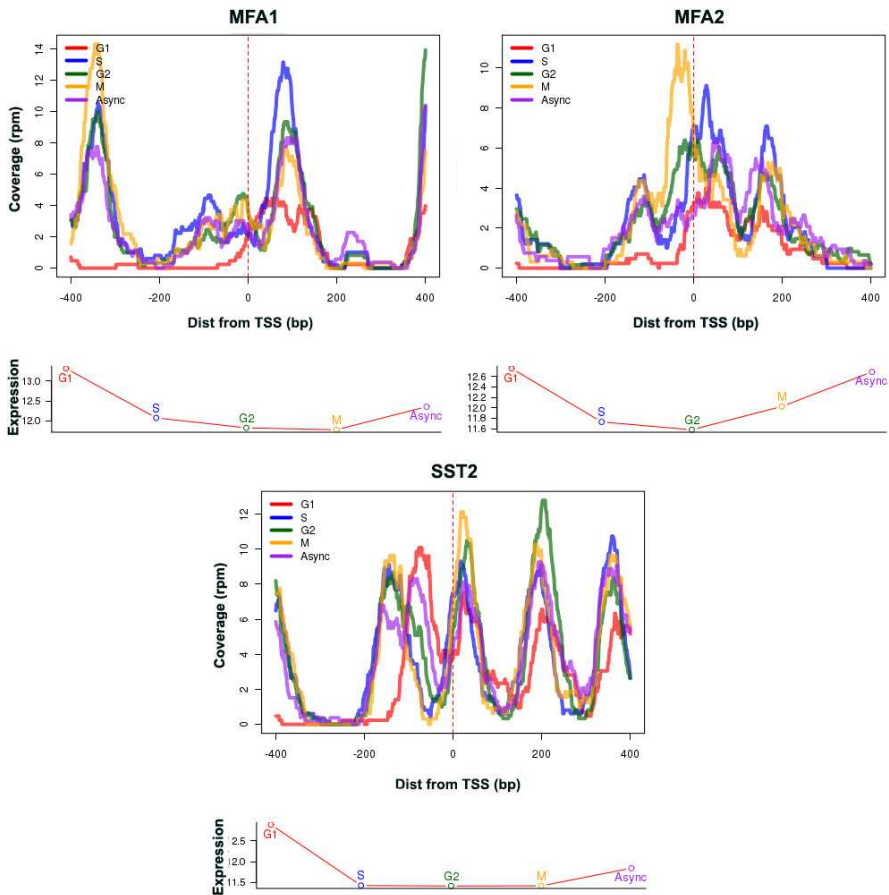 MFA1
MFA2
G1
S
G2
M
Async
G1
S
G2
M
Async
Coverage (rpm)
14
12
10
8
6
4
2
0
10
8
6
4
2
0
-400
-200
0
200
400
-400
-200
0
200
400
Dist from TSS (bp)
Dist from TSS (bp)
Expression
13.0
12.5
12.0
G1
S
G2
M
Async
12.6
12.4
12.2
12.0
11.8
11.6
G1
S
G2
M
Async
SST2
G1
S
G2
M
Async
Coverage (rpm)
12
10
8
6
4
2
0
-400
-200
0
200
400
Dist from TSS (bp)
Expression
2.5
12.0
11.5
G1
S
G2
M
Async